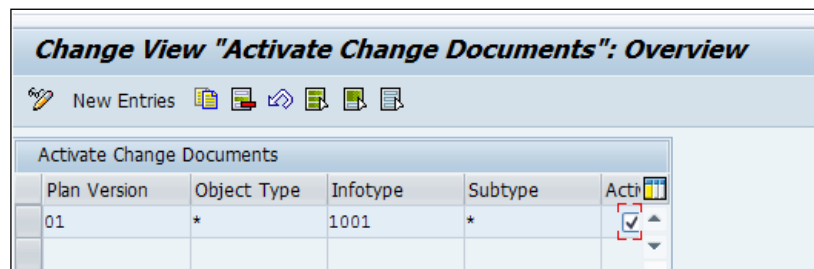 Change View "Activate Change Documents": Overview
New Entries
Activate Change Documents
Plan Version Object Type Infotype Subtype Acti
01 * 1001 *